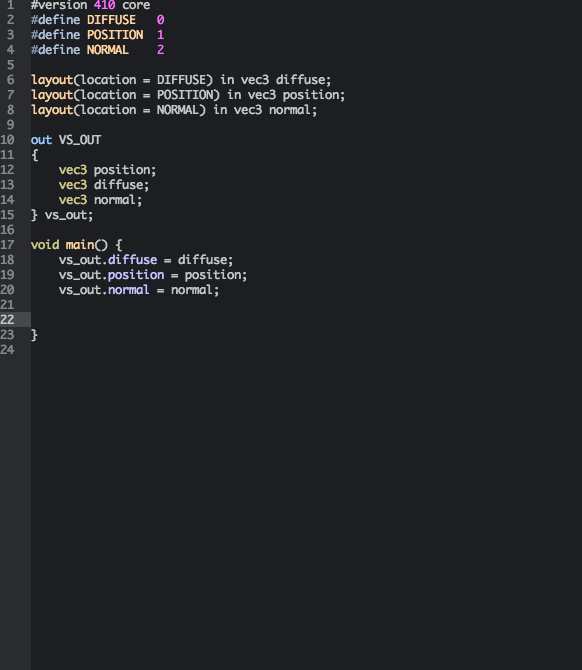 1 #version 410 core
2 #define DIFFUSE   0
3 #define POSITION  1
4 #define NORMAL    2
5
6 layout(location = DIFFUSE) in vec3 diffuse;
7 layout(location = POSITION) in vec3 position;
8 layout(location = NORMAL) in vec3 normal;
9
10 out VS_OUT
11 {
12     vec3 position;
13     vec3 diffuse;
14     vec3 normal;
15 } vs_out;
16
17 void main() {
18     vs_out.diffuse = diffuse;
19     vs_out.position = position;
20     vs_out.normal = normal;
21
22
23 }
24